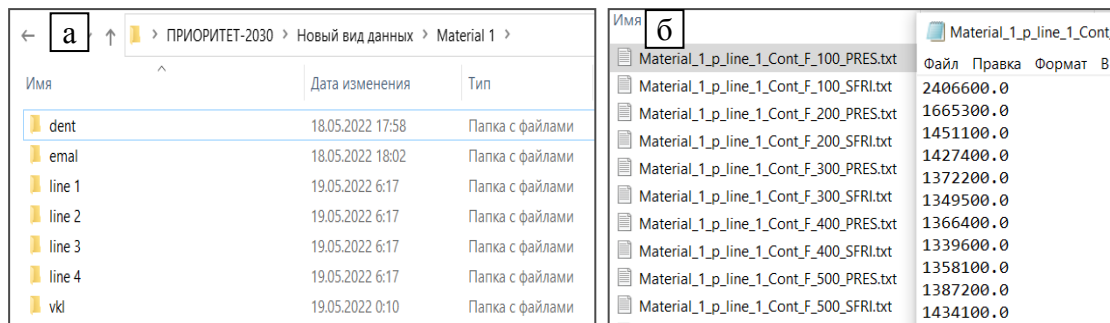 а
ПРИОРИТЕТ-2030 > Новый вид данных > Material 1 >
Имя Дата изменения Тип
dent 18.05.2022 17:58 Папка с файлами
emal 18.05.2022 18:02 Папка с файлами
line 1 19.05.2022 6:17 Папка с файлами
line 2 19.05.2022 6:17 Папка с файлами
line 3 19.05.2022 6:17 Папка с файлами
line 4 19.05.2022 6:17 Папка с файлами
vkl 19.05.2022 0:10 Папка с файлами
Имя
б
Material_1_p_line_1_Cont_F_100_PRES.txt
Material_1_p_line_1_Cont_F_100_SFRI.txt
Material_1_p_line_1_Cont_F_200_PRES.txt
Material_1_p_line_1_Cont_F_200_SFRI.txt
Material_1_p_line_1_Cont_F_300_PRES.txt
Material_1_p_line_1_Cont_F_300_SFRI.txt
Material_1_p_line_1_Cont_F_400_PRES.txt
Material_1_p_line_1_Cont_F_400_SFRI.txt
Material_1_p_line_1_Cont_F_500_PRES.txt
Material_1_p_line_1_Cont_F_500_SFRI.txt
Material_1_p_line_1_Cont_
Файл Правка Формат В
2406600.0
1665300.0
1451100.0
1427400.0
1372200.0
1349500.0
1366400.0
1339600.0
1358100.0
1387200.0
1434100.0